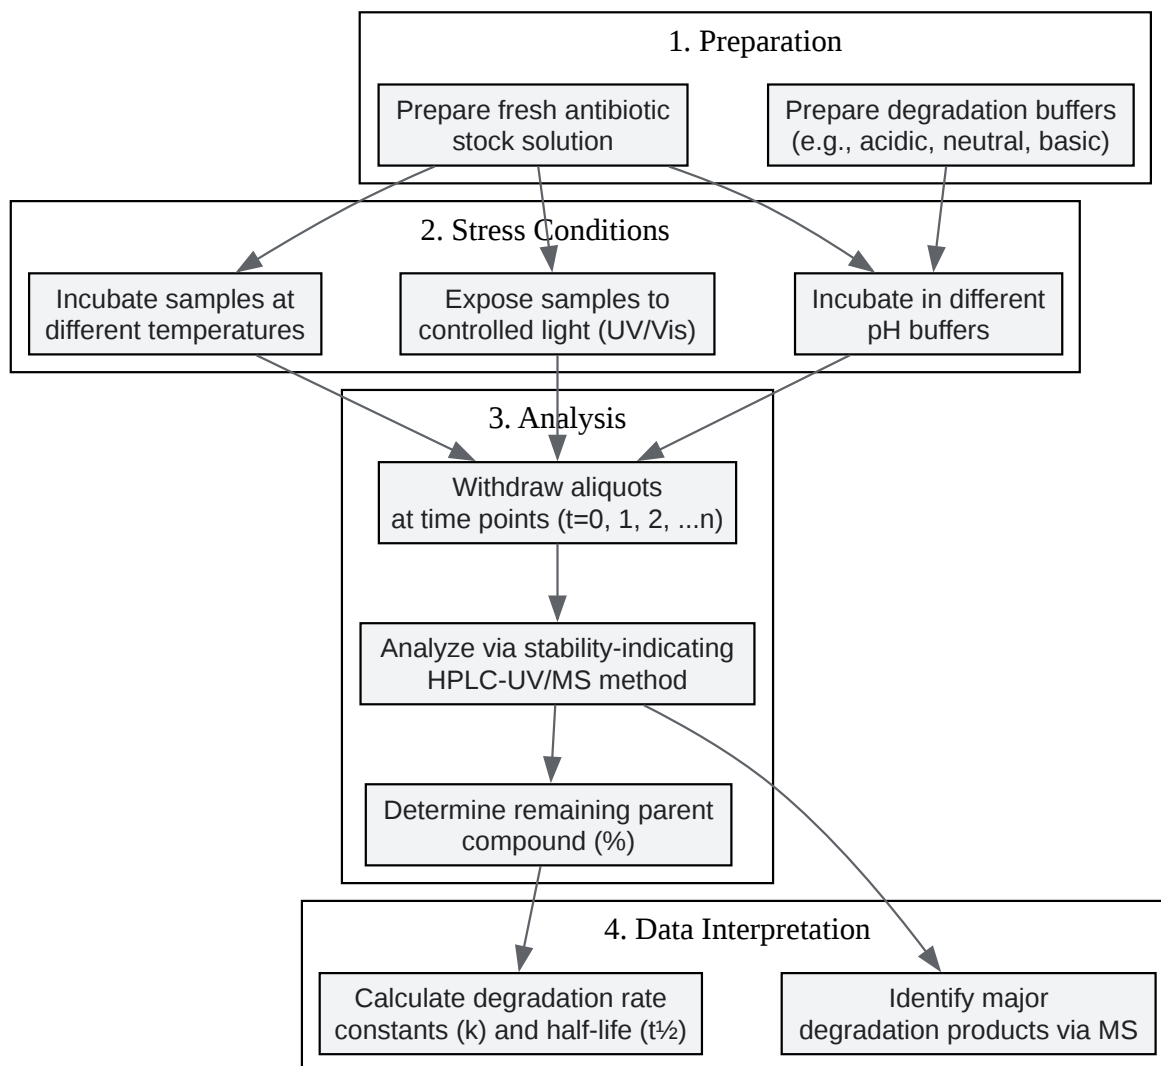 1. Preparation
Prepare fresh antibiotic
stock solution
Prepare degradation buffers
(e.g., acidic, neutral, basic)
2. Stress Conditions
Incubate samples at
different temperatures
Expose samples to
controlled light (UV/Vis)
Incubate in different
pH buffers
3. Analysis
Withdraw aliquots
at time points (t=0, 1, 2, ...n)
Analyze via stability-indicating
HPLC-UV/MS method
Determine remaining parent
compound (%)
4. Data Interpretation
Calculate degradation rate
constants (k) and half-life (t½)
Identify major
degradation products via MS